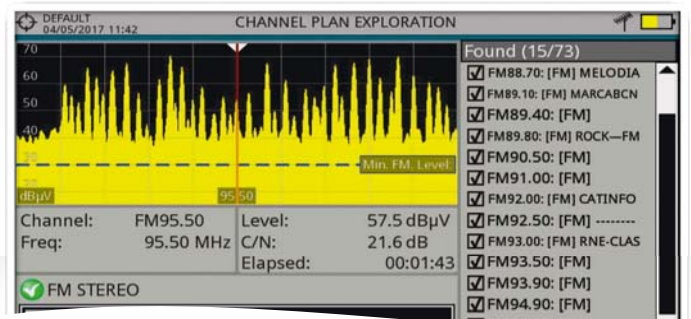 DEFAULT
04/05/2017 11:42
CHANNEL PLAN EXPLORATION
Found (15/73)
70
60
50
40
30
20
Min. FM. Level:
dBµV
95 50
FM88.70: [FM] MELODIA
FM89.10: [FM] MARCABCN
FM89.40: [FM]
FM89.80: [FM] ROCK—FM
FM90.50: [FM]
FM91.00: [FM]
FM92.00: [FM] CATINFO
FM92.50: [FM] --------
FM93.00: [FM] RNE-CLAS
FM93.50: [FM]
FM93.90: [FM]
FM94.90: [FM]
Channel: FM95.50
Freq: 95.50 MHz
Level: 57.5 dBµV
C/N: 21.6 dB
Elapsed: 00:01:43
FM STEREO